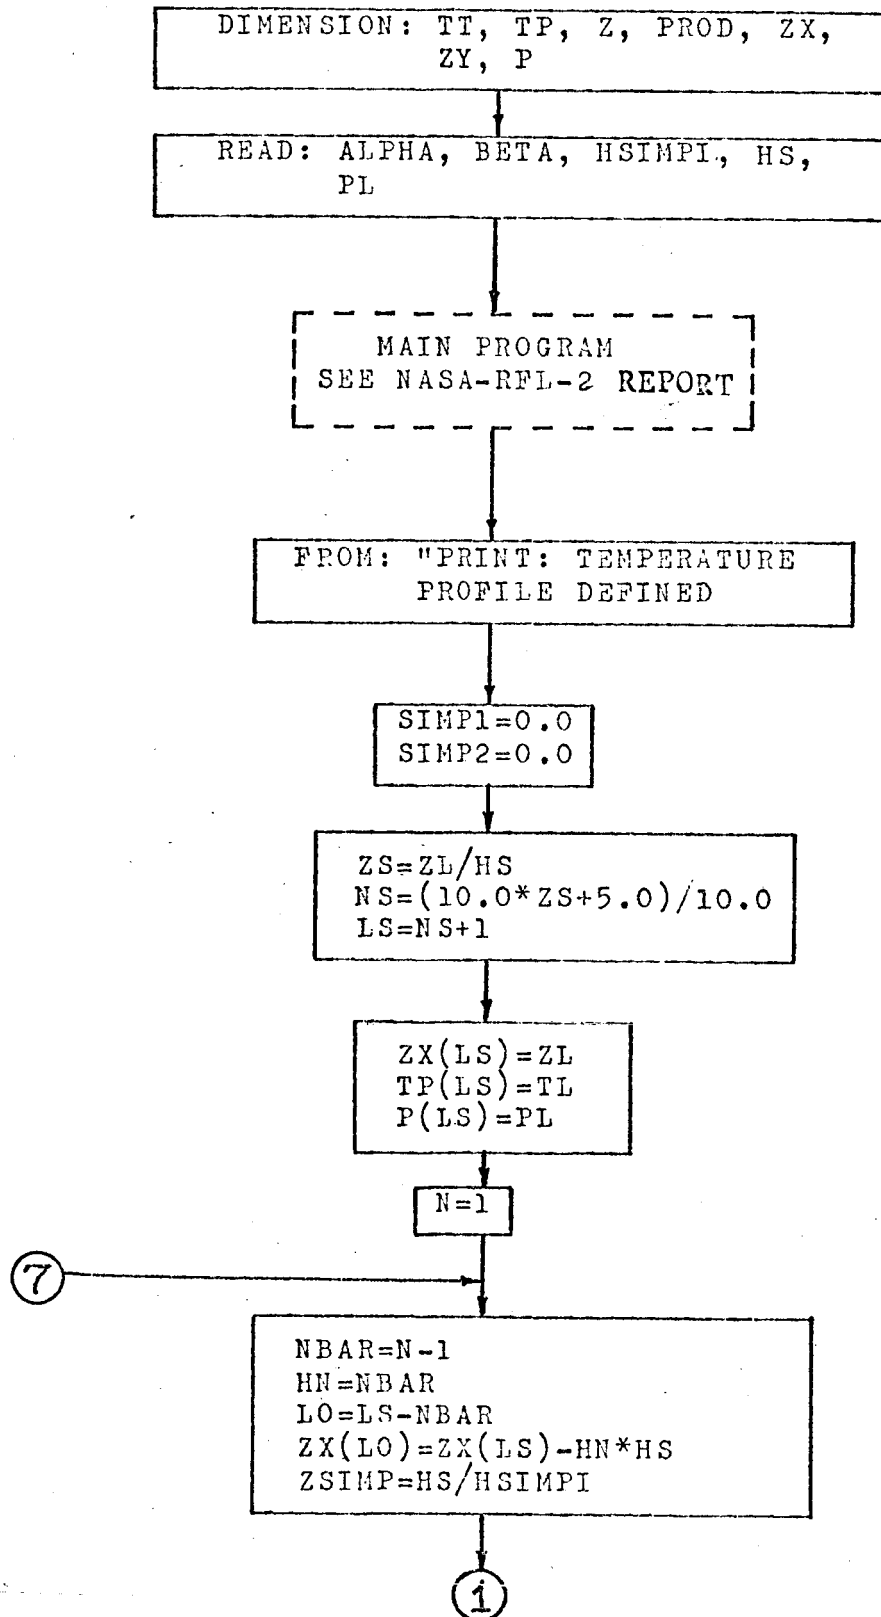 DIMENSION: TT, TP, Z, PROD, ZX,
ZY, P
READ: ALPHA, BETA, HSIMPI, HS,
PL
MAIN PROGRAM
SEE NASA-RFL-2 REPORT
FROM: "PRINT: TEMPERATURE
PROFILE DEFINED
SIMP1=0.0
SIMP2=0.0
ZS=ZL/HS
NS=(10.0*ZS+5.0)/10.0
LS=NS+1
ZX(LS)=ZL
TP(LS)=TL
P(LS)=PL
N=1
7
NBAR=N-1
HN=NBAR
LO=LS-NBAR
ZX(LO)=ZX(LS)-HN*HS
ZSIMP=HS/HSIMPI
1